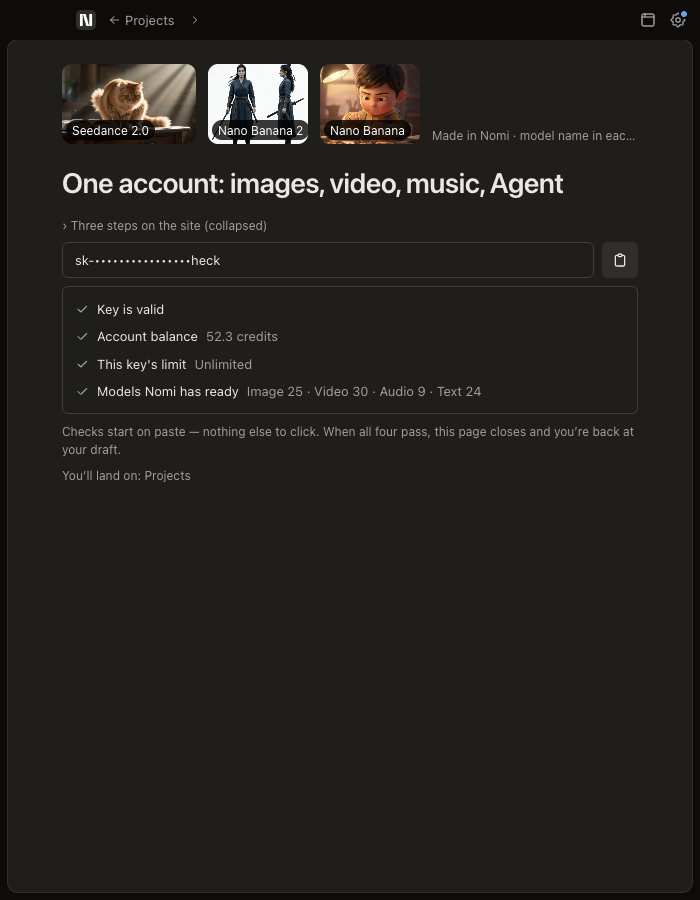 N
← Projects
Seedance 2.0
Nano Banana 2
Nano Banana
Made in Nomi · model name in eac...
One account: images, video, music, Agent
› Three steps on the site (collapsed)
sk-••••••••••••••••heck
Key is valid
Account balance 52.3 credits
This key's limit Unlimited
Models Nomi has ready Image 25 · Video 30 · Audio 9 · Text 24
Checks start on paste — nothing else to click. When all four pass, this page closes and you’re back at
your draft.
You’ll land on: Projects